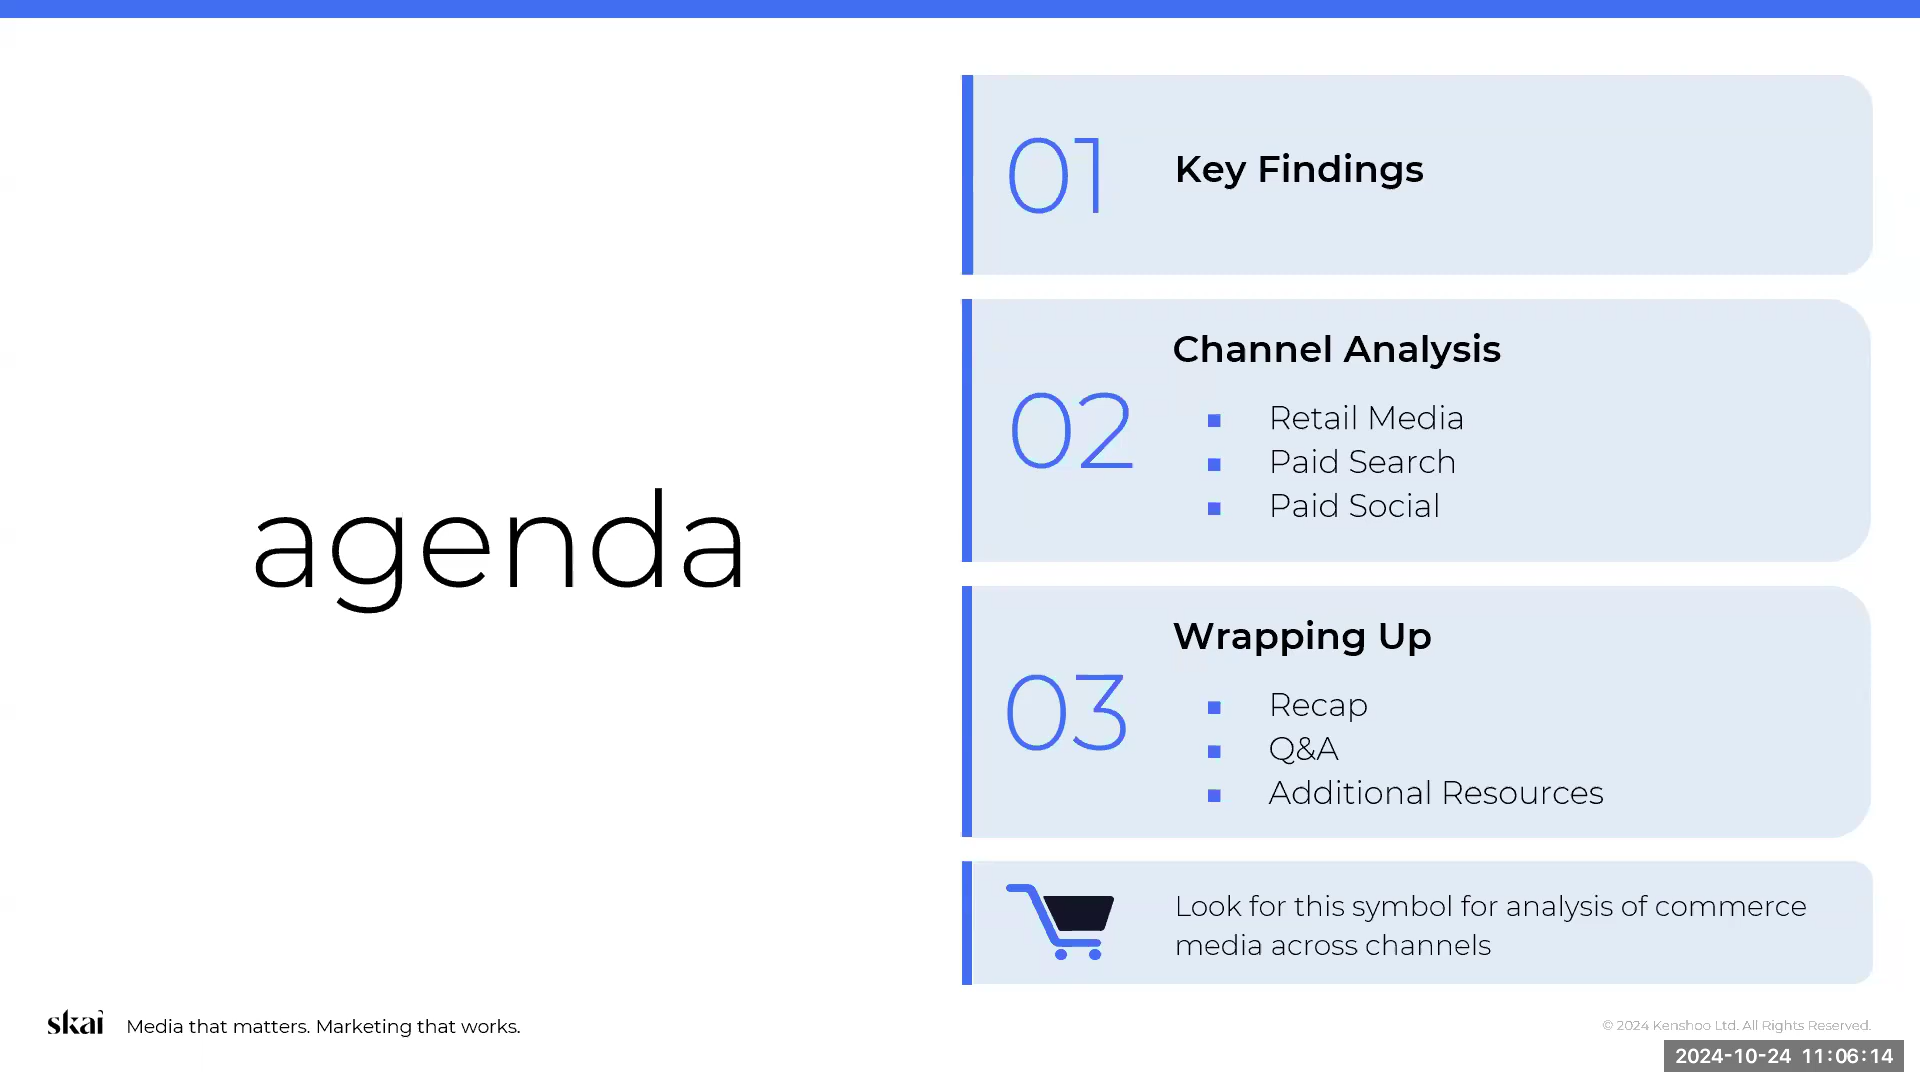 agenda
01
Key Findings
02
Channel Analysis
■ Retail Media
■ Paid Search
■ Paid Social
03
Wrapping Up
■ Recap
■ Q&A
■ Additional Resources
Look for this symbol for analysis of commerce
media across channels
skai
Media that matters. Marketing that works.
© 2024 Kenshoo Ltd. All Rights Reserved.
2024-10-24 11:06:14